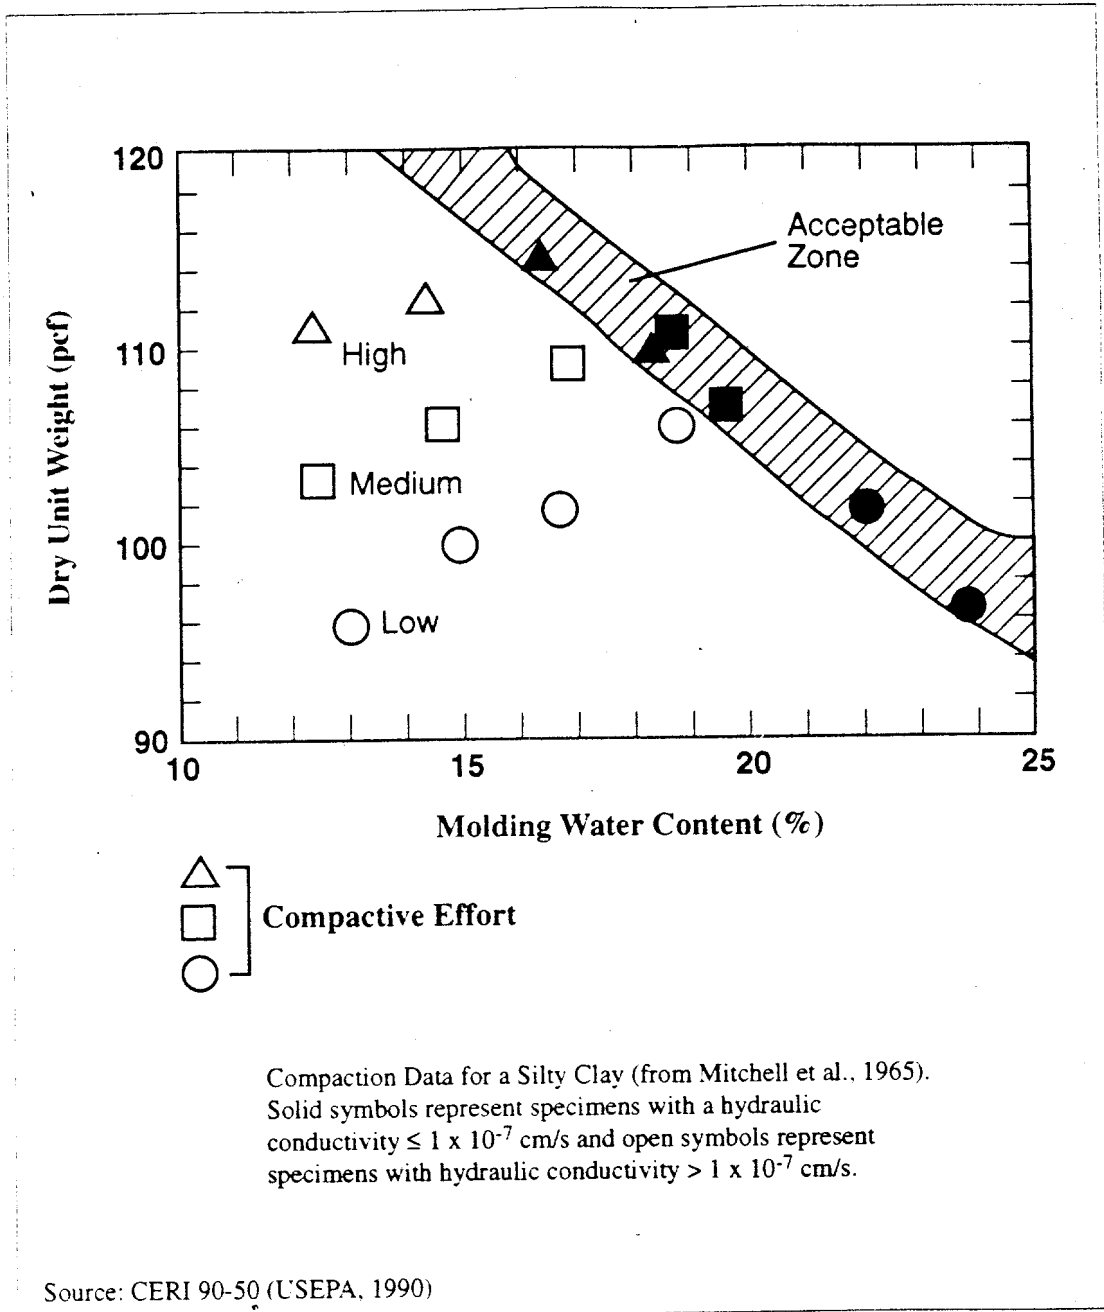 120
Acceptable
Zone
110
High
Medium
100
Low
90
10 15 20 25
Dry Unit Weight (pcf)
Molding Water Content (%)
Compactive Effort
Compaction Data for a Silty Clay (from Mitchell et al., 1965).
Solid symbols represent specimens with a hydraulic
conductivity ≤ 1 x 10⁻⁷ cm/s and open symbols represent
specimens with hydraulic conductivity > 1 x 10⁻⁷ cm/s.
Source: CERI 90-50 (USEPA, 1990)